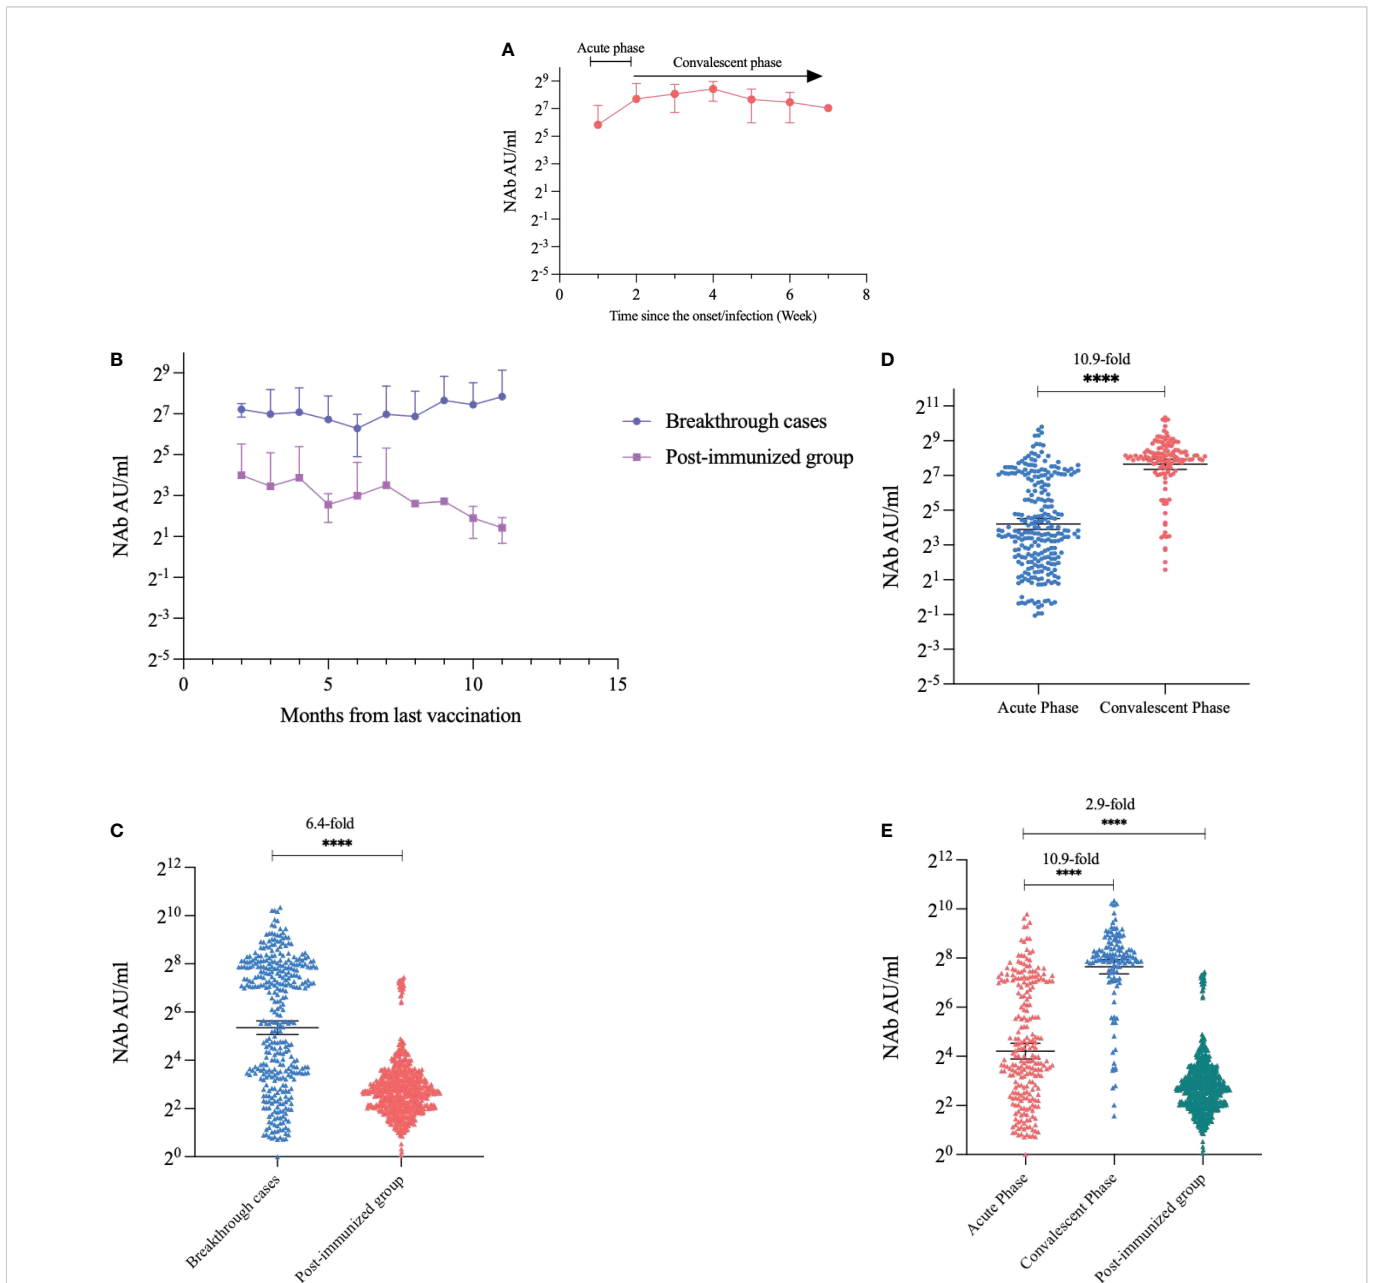 A
Acute phase
Convalescent phase
2^9
2^7
2^5
2^3
2^1
2^-1
2^-3
2^-5
NAb AU/ml
0 2 4 6 8
Time since the onset/infection (Week)
B
2^9
2^7
2^5
2^3
2^1
2^-1
2^-3
2^-5
NAb AU/ml
0 5 10 15
Months from last vaccination
Breakthrough cases
Post-immunized group
D
10.9-fold
****
2^11
2^9
2^7
2^5
2^3
2^1
2^-1
2^-3
2^-5
NAb AU/ml
Acute Phase Convalescent Phase
C
6.4-fold
****
2^12
2^10
2^8
2^6
2^4
2^2
2^0
NAb AU/ml
Breakthrough cases
Post-immunized group
E
2.9-fold
****
10.9-fold
****
2^12
2^10
2^8
2^6
2^4
2^2
2^0
NAb AU/ml
Acute Phase
Convalescent Phase
Post-immunized group